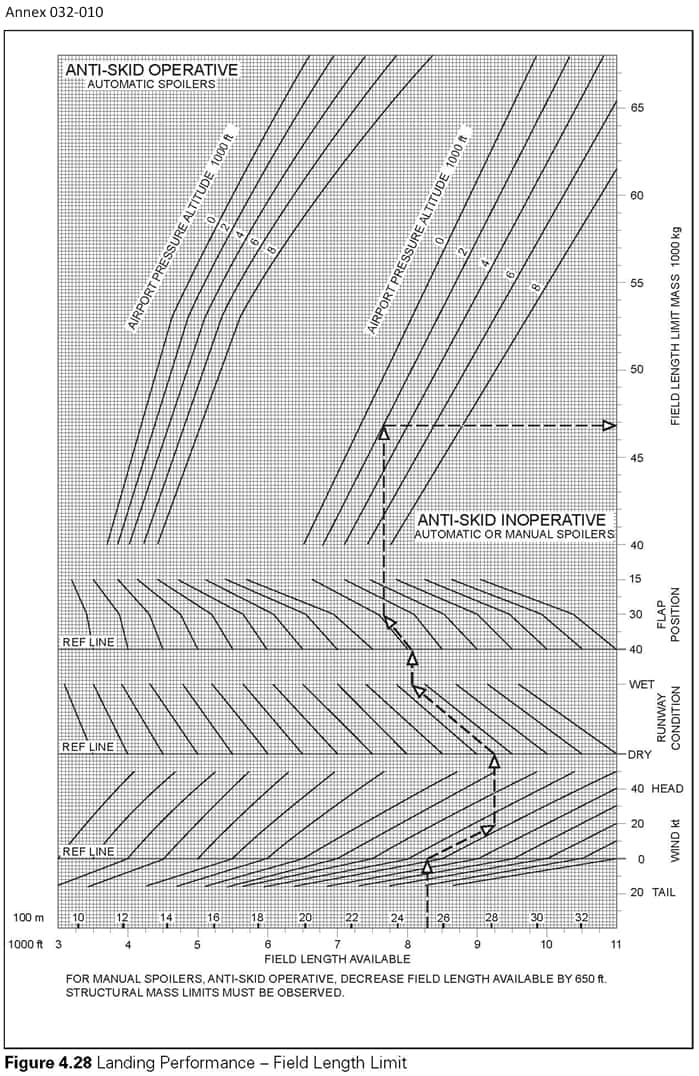 Annex 032-010
ANTI-SKID OPERATIVE
AUTOMATIC SPOILERS
AIRPORT PRESSURE ALTITUDE 1000 ft
0
2
4
6
8
AIRPORT PRESSURE ALTITUDE 1000 ft
0
2
4
6
8
65
60
55
50
45
40
FIELD LENGTH LIMIT MASS 1000 kg
ANTI-SKID INOPERATIVE
AUTOMATIC OR MANUAL SPOILERS
15
30
40
FLAP
POSITION
REF LINE
WET
DRY
RUNWAY
CONDITION
REF LINE
40 HEAD
20
0
20 TAIL
WIND kt
REF LINE
100 m 10 12 14 16 18 20 22 24 26 28 30 32
1000 ft 3 4 5 6 7 8 9 10 11
FIELD LENGTH AVAILABLE
FOR MANUAL SPOILERS, ANTI-SKID OPERATIVE, DECREASE FIELD LENGTH AVAILABLE BY 650 ft.
STRUCTURAL MASS LIMITS MUST BE OBSERVED.
Figure 4.28 Landing Performance – Field Length Limit